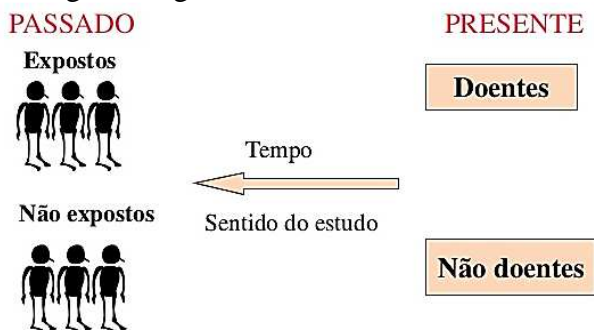 PASSADO
PRESENTE
Expostos
Doentes
Tempo
Não expostos
Sentido do estudo
Não doentes